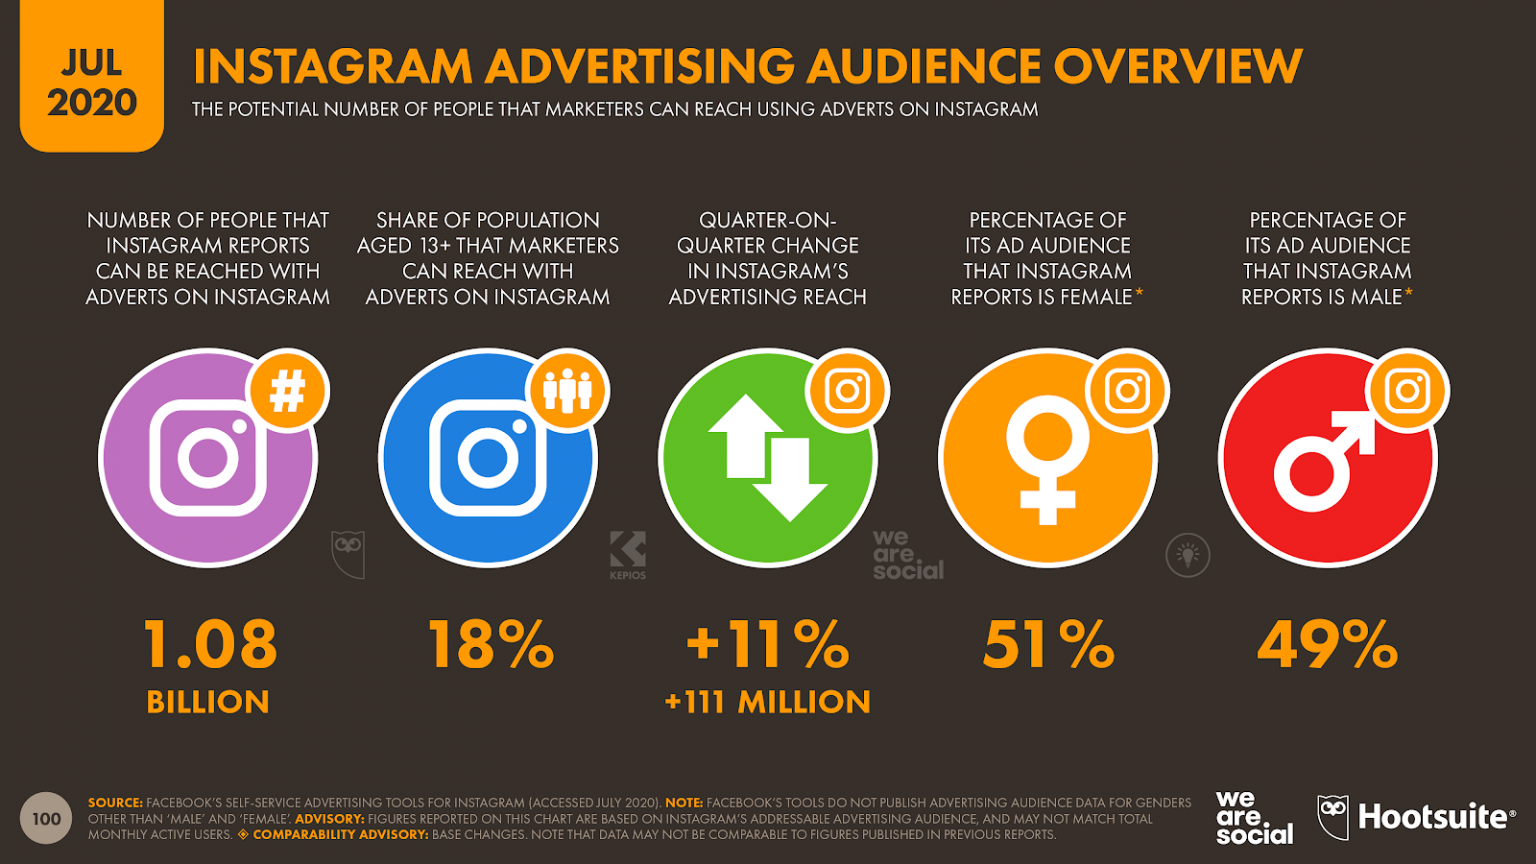 JUL
2020
INSTAGRAM ADVERTISING AUDIENCE OVERVIEW
THE POTENTIAL NUMBER OF PEOPLE THAT MARKETERS CAN REACH USING ADVERTS ON INSTAGRAM
NUMBER OF PEOPLE THAT
INSTAGRAM REPORTS
CAN BE REACHED WITH
ADVERTS ON INSTAGRAM
SHARE OF POPULATION
AGED 13+ THAT MARKETERS
CAN REACH WITH
ADVERTS ON INSTAGRAM
QUARTER-ON-
QUARTER CHANGE
IN INSTAGRAM'S
ADVERTISING REACH
PERCENTAGE OF
ITS AD AUDIENCE
THAT INSTAGRAM
REPORTS IS FEMALE*
PERCENTAGE OF
ITS AD AUDIENCE
THAT INSTAGRAM
REPORTS IS MALE*
#
KEPIOS
we
are
social
1.08
BILLION
18%
+11%
+111 MILLION
51%
49%
100
SOURCE: FACEBOOK'S SELF-SERVICE ADVERTISING TOOLS FOR INSTAGRAM (ACCESSED JULY 2020). NOTE: FACEBOOK'S TOOLS DO NOT PUBLISH ADVERTISING AUDIENCE DATA FOR GENDERS
OTHER THAN 'MALE' AND 'FEMALE'. ADVISORY: FIGURES REPORTED ON THIS CHART ARE BASED ON INSTAGRAM'S ADDRESSABLE ADVERTISING AUDIENCE, AND MAY NOT MATCH TOTAL
MONTHLY ACTIVE USERS. ◈ COMPARABILITY ADVISORY: BASE CHANGES. NOTE THAT DATA MAY NOT BE COMPARABLE TO FIGURES PUBLISHED IN PREVIOUS REPORTS.
we
are
social
Hootsuite®